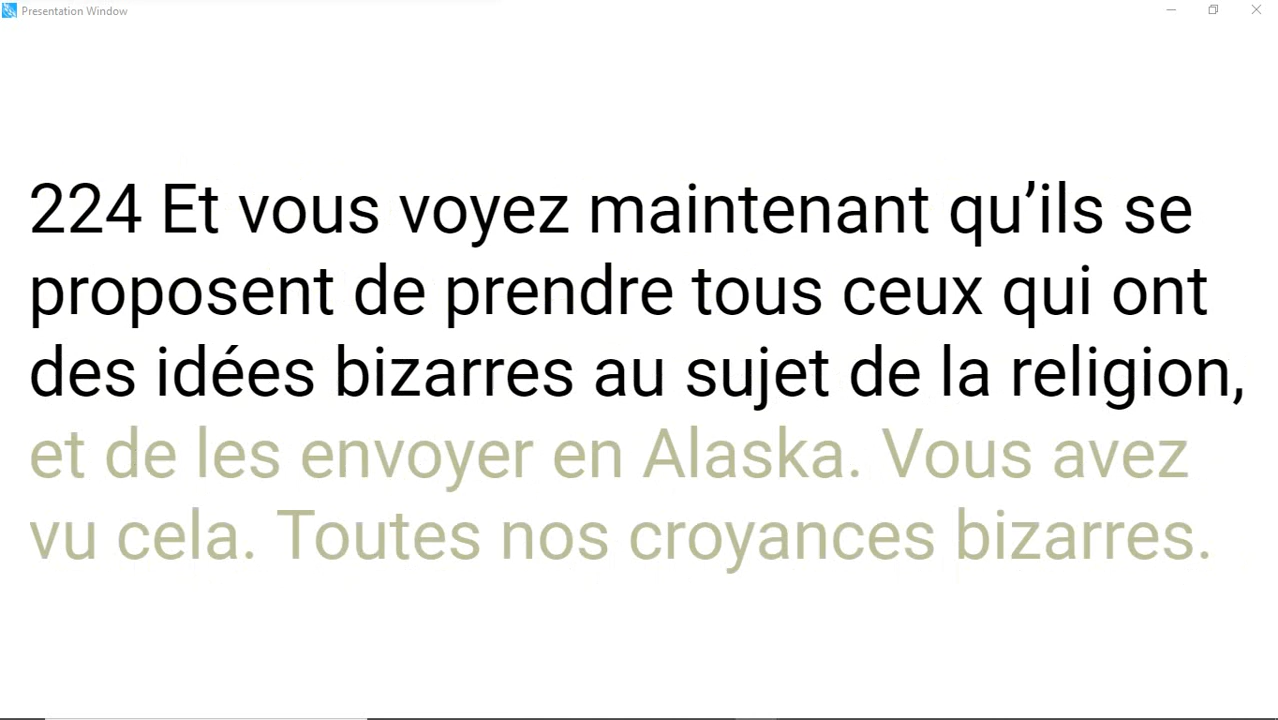 Presentation Window
224 Et vous voyez maintenant qu’ils se
proposent de prendre tous ceux qui ont
des idées bizarres au sujet de la religion,
et de les envoyer en Alaska. Vous avez
vu cela. Toutes nos croyances bizarres.